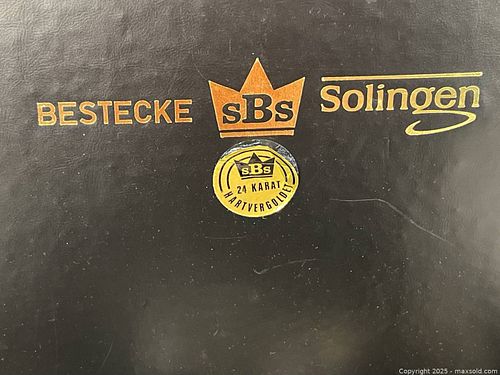 BESTECKE sBs Solingen
sBs
24 KARAT
HARTVERGOLDET
Copyright 2025 - maxsold.com